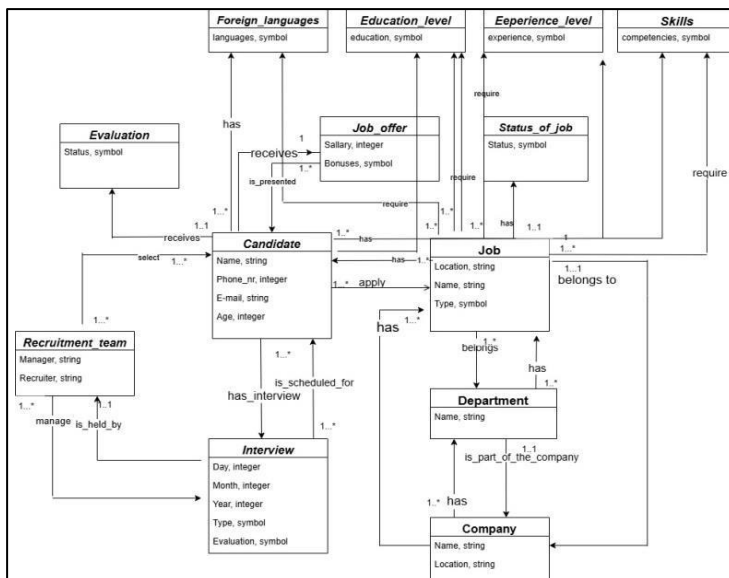 Foreign_languages
languages, symbol
Education_level
education, symbol
Eeperience_level
experience, symbol
Skills
competencies, symbol
require
has
Evaluation
Status, symbol
receives
1
Job_offer
Sallary, integer
Bonuses, symbol
Status_of_job
Status, symbol
is_presented
1..*
require
require
require
has
1...*
1..1
receives
1..*
1..*
1..*
1..1
1
1...*
select
1...*
Candidate
Name, string
Phone_nr, integer
E-mail, string
Age, integer
has
has
1..*
1..*
apply
Job
Location, string
Name, string
Type, symbol
1...1
belongs to
has
1...*
1...*
Recruitment_team
Manager, string
Recruiter, string
1...*
manage
1..1
is_held_by
1...*
has_interview
is_scheduled_for
1...*
belongs
1..*
has
1..*
Department
Name, string
1..1
is_part_of_the_company
has
1..*
Interview
Day, integer
Month, integer
Year, integer
Type, symbol
Evaluation, symbol
Company
Name, string
Location, string